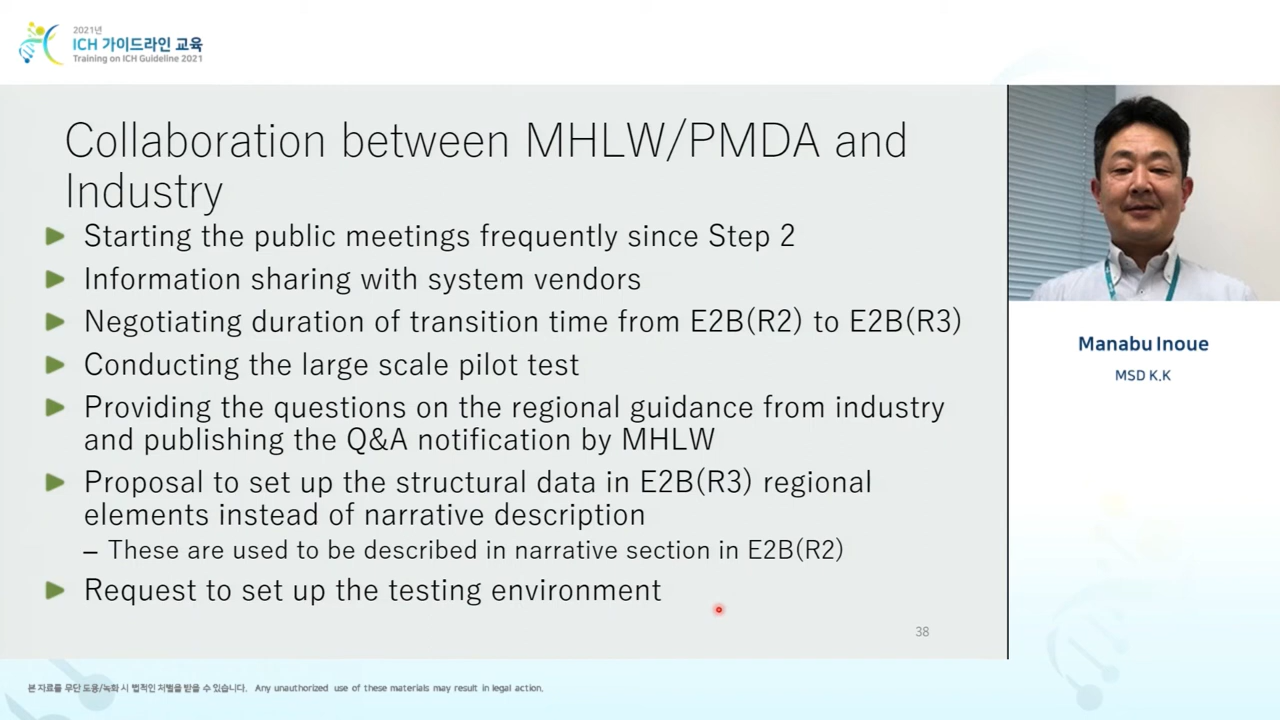 2021년
ICH 가이드라인 교육
Training on ICH Guideline 2021
Collaboration between MHLW/PMDA and
Industry
Starting the public meetings frequently since Step 2
Information sharing with system vendors
Negotiating duration of transition time from E2B(R2) to E2B(R3)
Conducting the large scale pilot test
Providing the questions on the regional guidance from industry
and publishing the Q&A notification by MHLW
Proposal to set up the structural data in E2B(R3) regional
elements instead of narrative description
– These are used to be described in narrative section in E2B(R2)
Request to set up the testing environment
38
Manabu Inoue
MSD K.K
본 자료를 무단 도용/녹화 시 법적인 처벌을 받을 수 있습니다. Any unauthorized use of these materials may result in legal action.